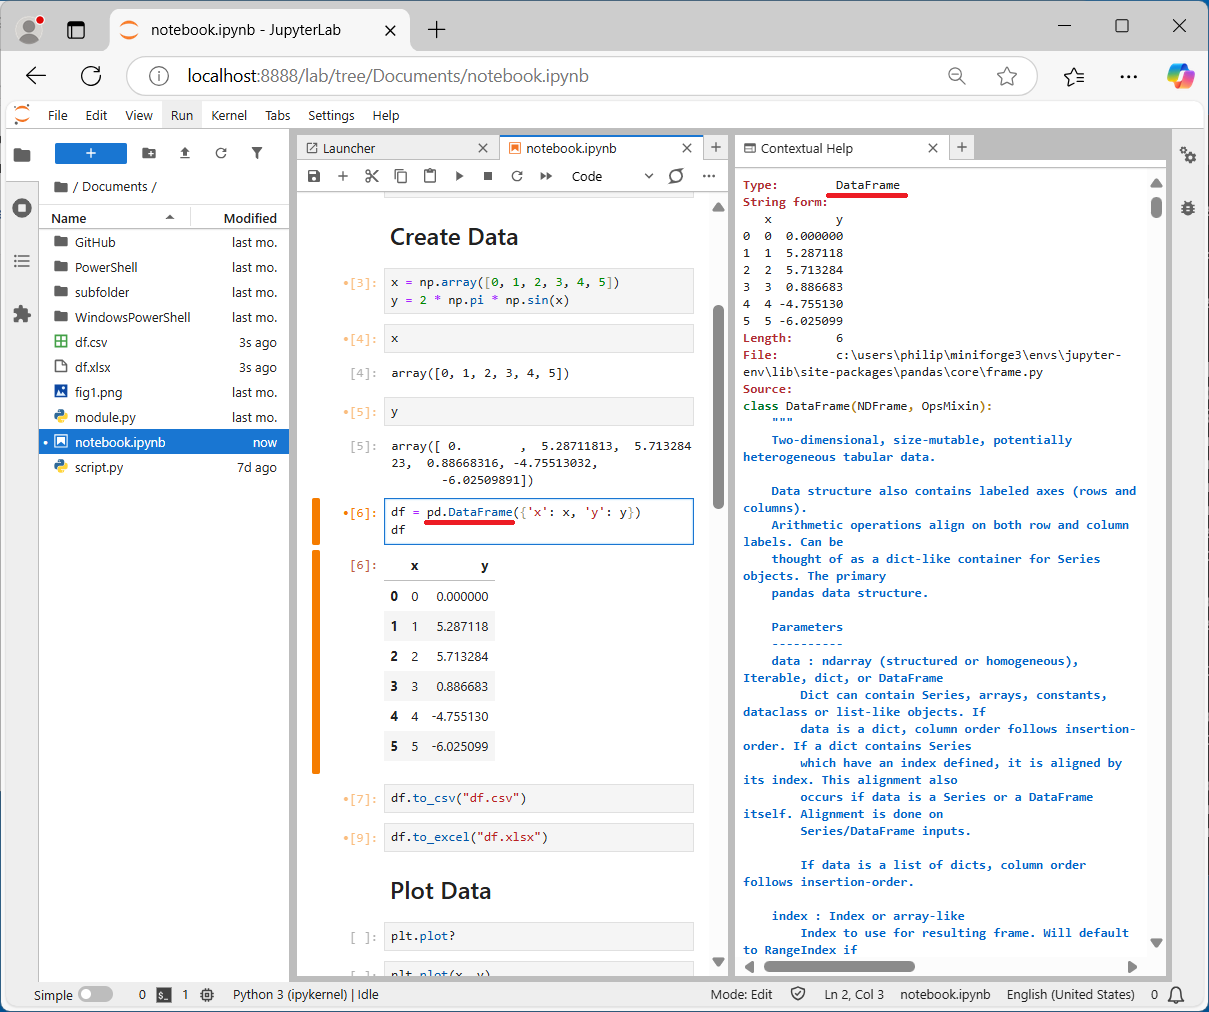 notebook.ipynb - JupyterLab
localhost:8888/lab/tree/Documents/notebook.ipynb
File Edit View Run Kernel Tabs Settings Help
+
/ Documents /
Name Modified
GitHub last mo.
PowerShell last mo.
subfolder last mo.
WindowsPowerShell last mo.
df.csv 3s ago
df.xlsx 3s ago
fig1.png last mo.
module.py last mo.
notebook.ipynb now
script.py 7d ago
Launcher
notebook.ipynb
Code
Create Data
[3]: x = np.array([0, 1, 2, 3, 4, 5])
y = 2 * np.pi * np.sin(x)
[4]: x
[4]: array([0, 1, 2, 3, 4, 5])
[5]: y
[5]: array([ 0.        ,  5.28711813,  5.713284
23,  0.88668316, -4.75513032,
-6.02509891])
[6]: df = pd.DataFrame({'x': x, 'y': y})
df
[6]: x y
0 0 0.000000
1 1 5.287118
2 2 5.713284
3 3 0.886683
4 4 -4.755130
5 5 -6.025099
[7]: df.to_csv("df.csv")
[9]: df.to_excel("df.xlsx")
Plot Data
[ ]: plt.plot?
[ ]: plt.plot(x, y)
Contextual Help
Type: DataFrame
String form:
x y
0 0 0.000000
1 1 5.287118
2 2 5.713284
3 3 0.886683
4 4 -4.755130
5 5 -6.025099
Length: 6
File: c:\users\philip\miniforge3\envs\jupyter-
env\lib\site-packages\pandas\core\frame.py
Source:
class DataFrame(NDFrame, OpsMixin):
"""
Two-dimensional, size-mutable, potentially
heterogeneous tabular data.
Data structure also contains labeled axes (rows and
columns).
Arithmetic operations align on both row and column
labels. Can be
thought of as a dict-like container for Series
objects. The primary
pandas data structure.
Parameters
----------
data : ndarray (structured or homogeneous),
Iterable, dict, or DataFrame
Dict can contain Series, arrays, constants,
dataclass or list-like objects. If
data is a dict, column order follows insertion-
order. If a dict contains Series
which have an index defined, it is aligned by
its index. This alignment also
occurs if data is a Series or a DataFrame
itself. Alignment is done on
Series/DataFrame inputs.
If data is a list of dicts, column order
follows insertion-order.
index : Index or array-like
Index to use for resulting frame. Will default
to RangeIndex if
Simple 0 1 Python 3 (ipykernel) | Idle Mode: Edit Ln 2, Col 3 notebook.ipynb English (United States) 0